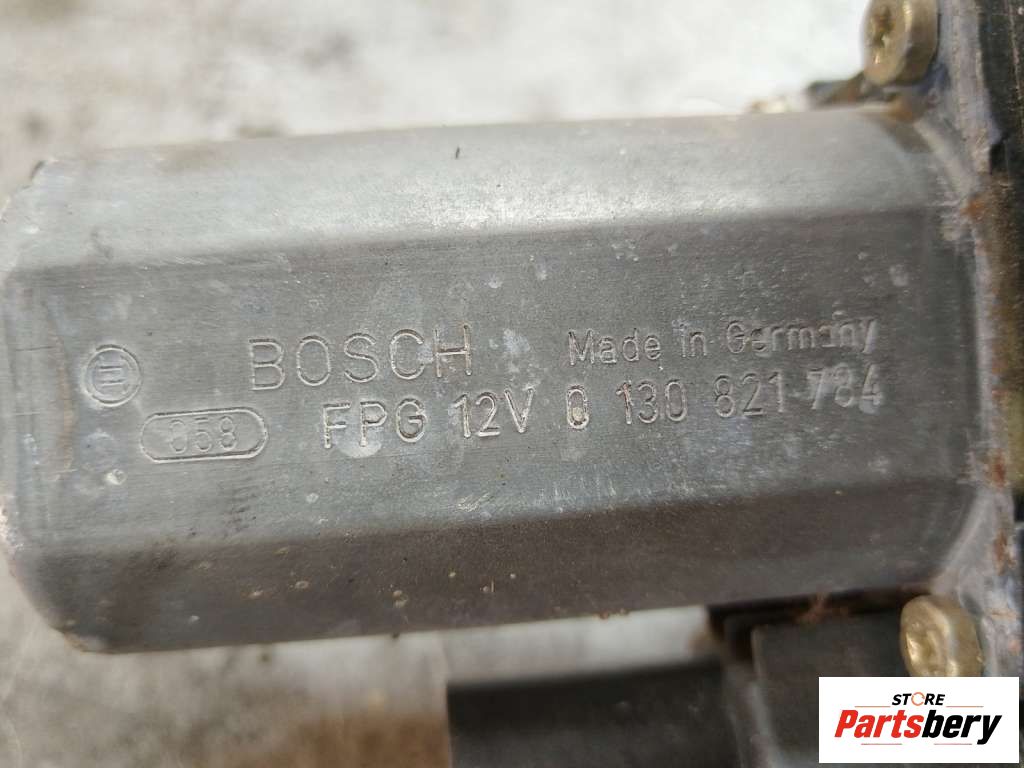 BOSCH Made in Germany
058 FPG 12V 0 130 821 784
STORE
Partsbery